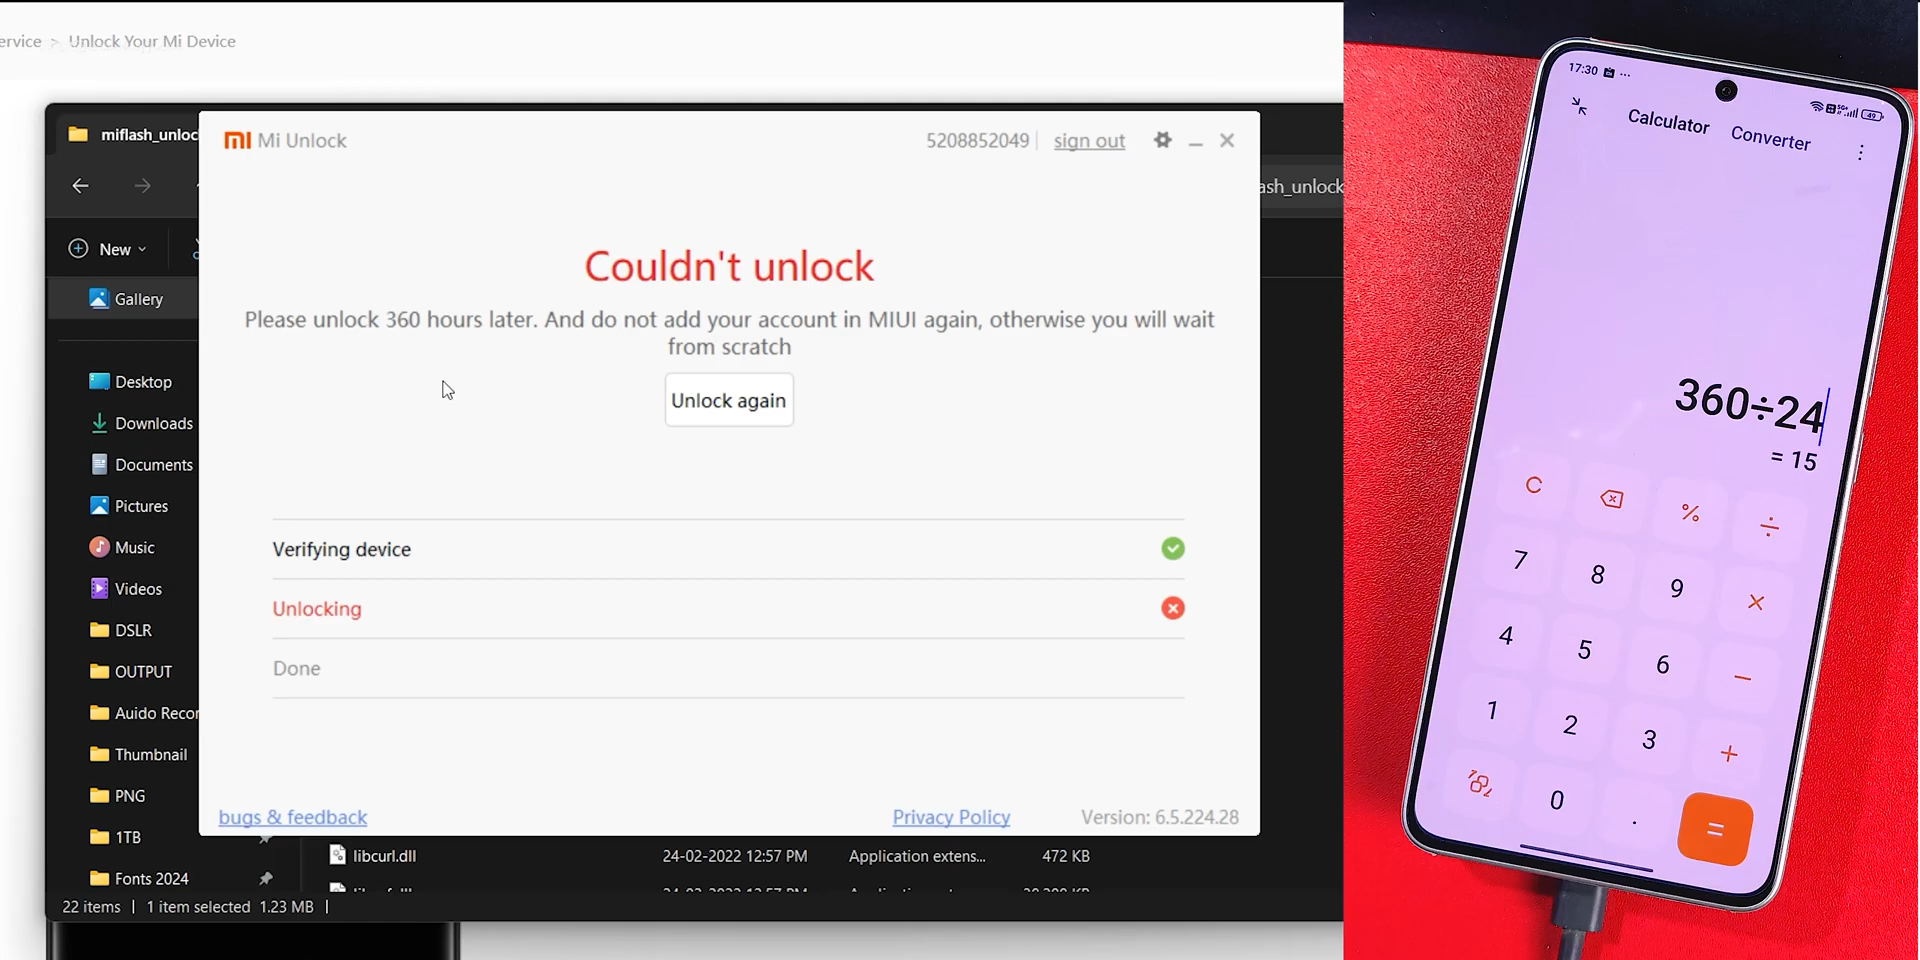 ervice > Unlock Your Mi Device
miflash_unloc
Mi Unlock
5208852049 sign out
ash_unlock
New
Couldn't unlock
Please unlock 360 hours later. And do not add your account in MIUI again, otherwise you will wait
from scratch
Unlock again
Gallery
Desktop
Downloads
Documents
Pictures
Music
Videos
DSLR
OUTPUT
Auido Recor
Thumbnail
PNG
1TB
Fonts 2024
Verifying device
Unlocking
Done
bugs & feedback
Privacy Policy
Version: 6.5.224.28
libcurl.dll 24-02-2022 12:57 PM Application extens... 472 KB
22 items | 1 item selected 1.23 MB |
17:30
5G+
49
Calculator Converter
360÷24
= 15
C % ÷
7 8 9 ×
4 5 6 −
1 2 3 +
0 . =